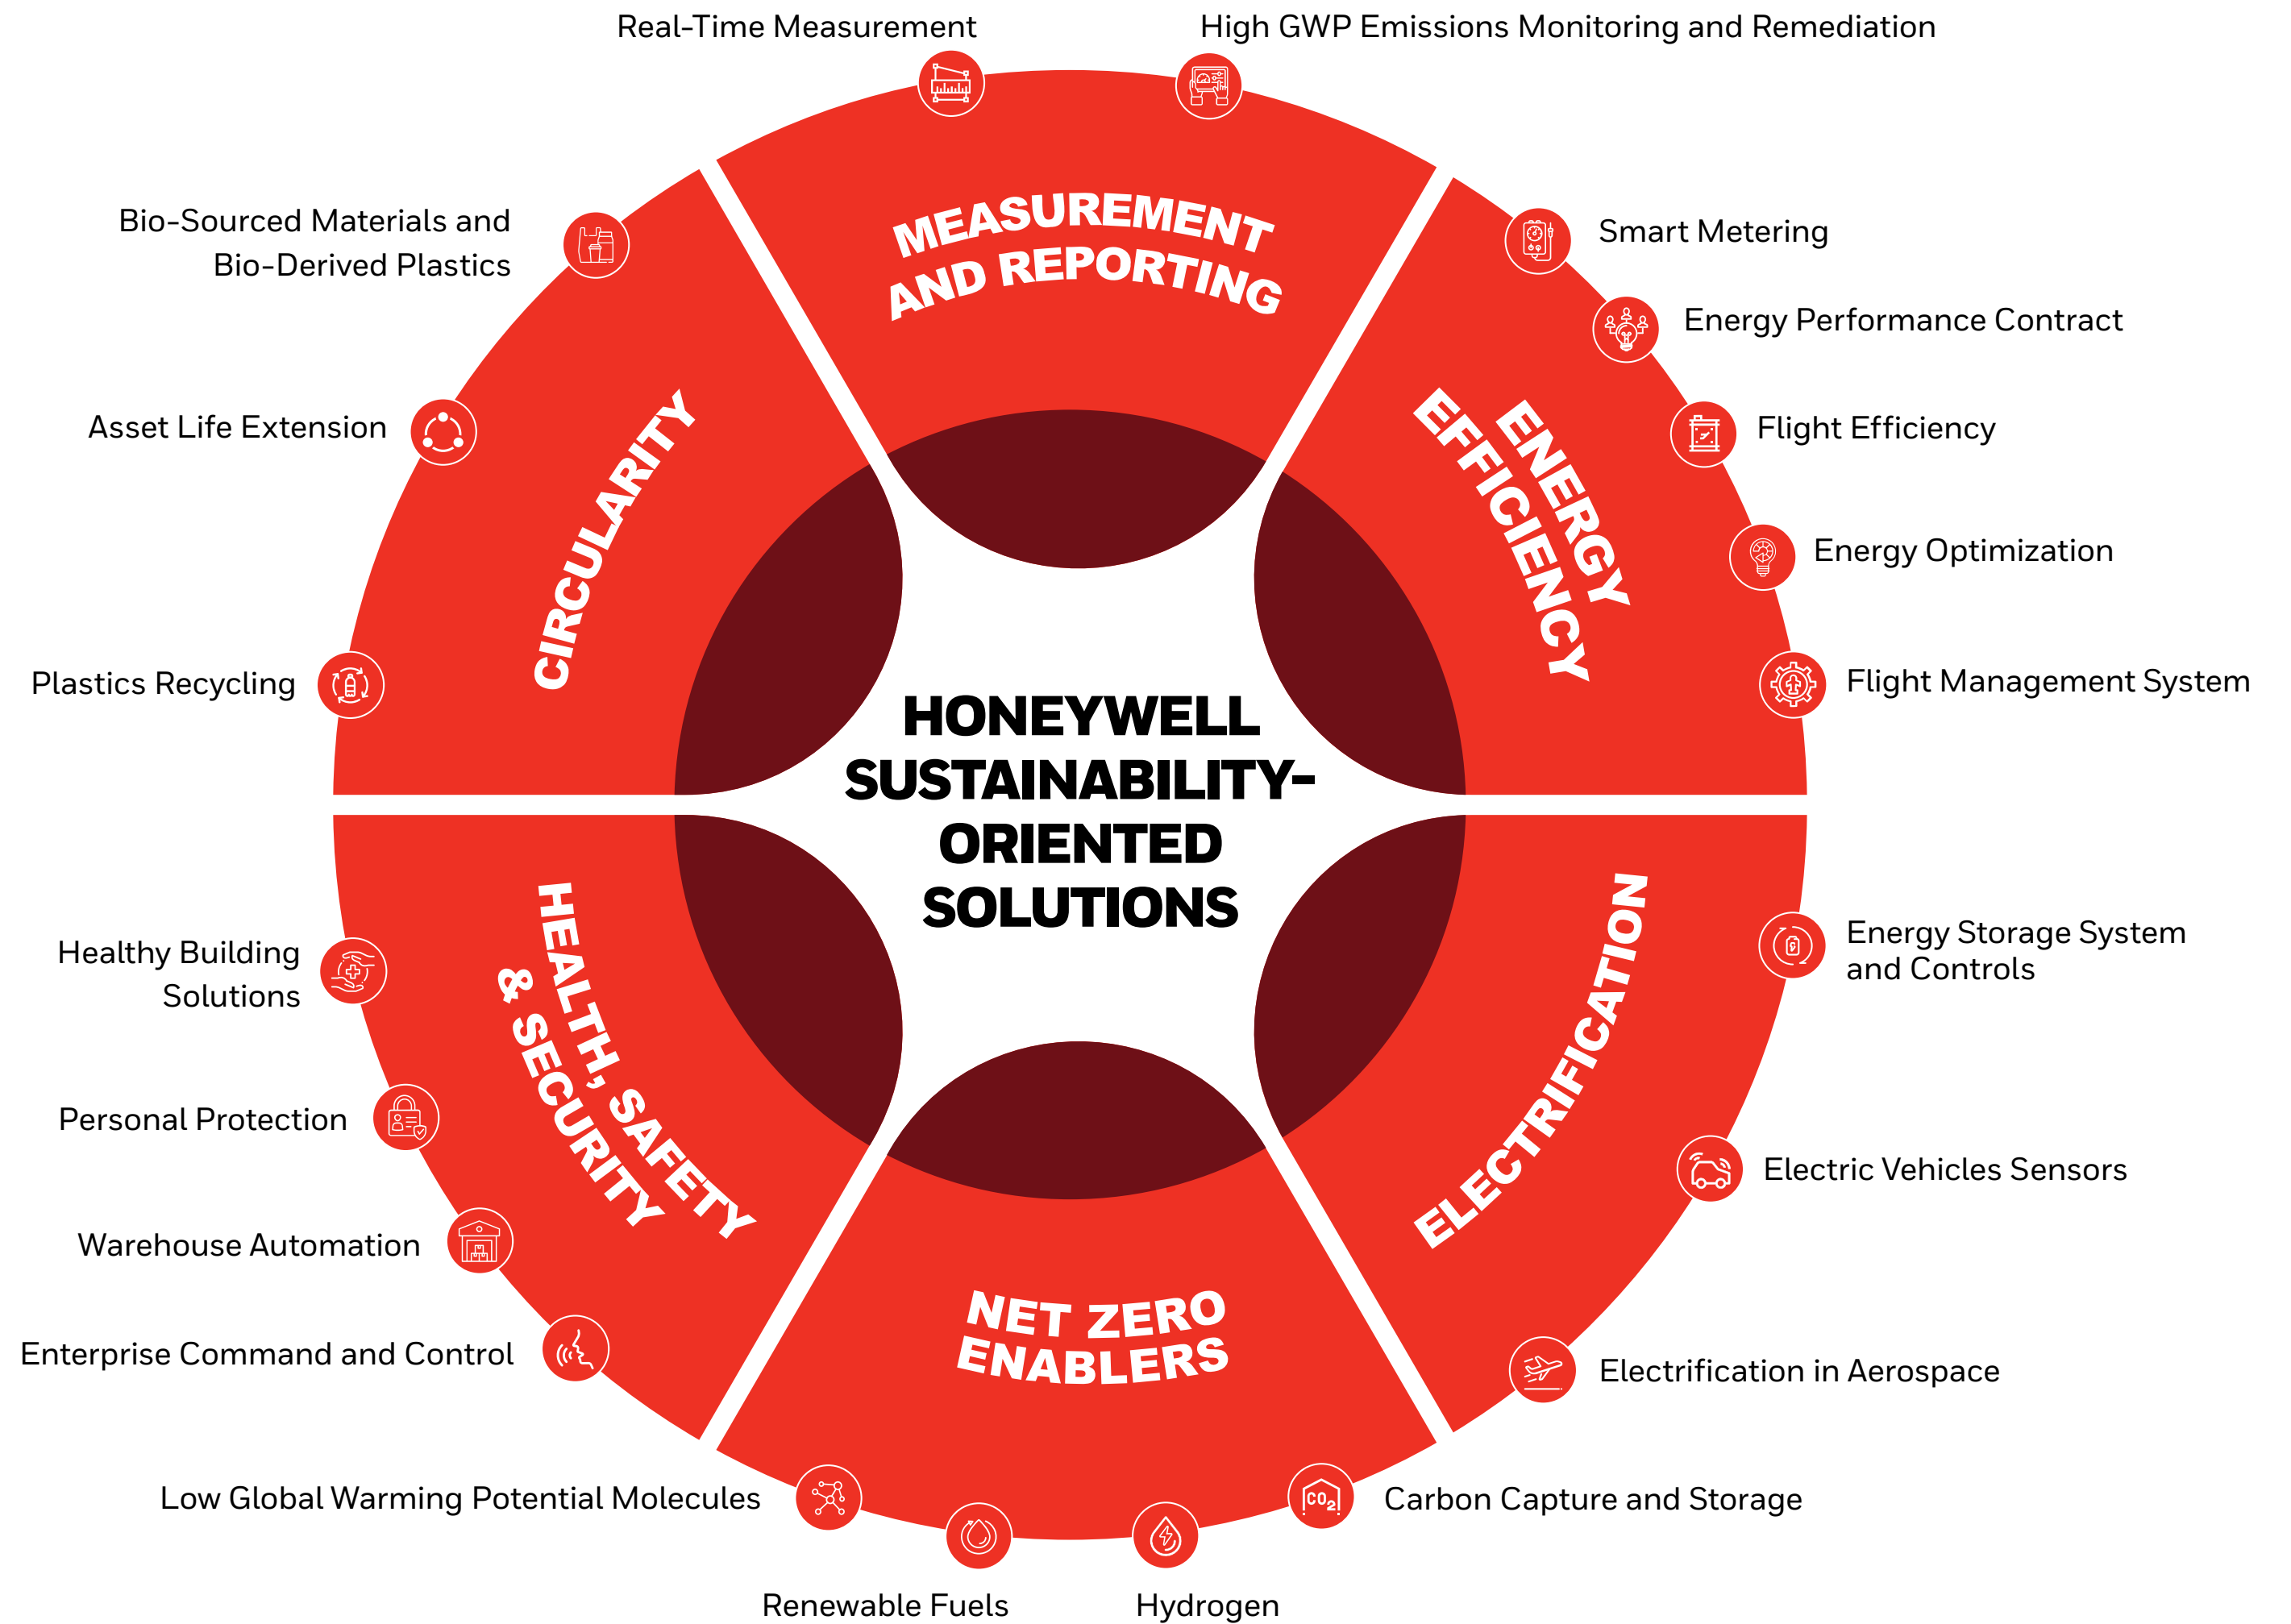 Real-Time Measurement
High GWP Emissions Monitoring and Remediation
MEASUREMENT
AND REPORTING
Smart Metering
Energy Performance Contract
Flight Efficiency
Energy Optimization
Flight Management System
ENERGY
EFFICIENCY
Energy Storage System
and Controls
Electric Vehicles Sensors
Electrification in Aerospace
ELECTRIFICATION
Carbon Capture and Storage
CO2
Hydrogen
Renewable Fuels
Low Global Warming Potential Molecules
NET ZERO
ENABLERS
Enterprise Command and Control
Warehouse Automation
Personal Protection
Healthy Building
Solutions
HEALTH, SAFETY
& SECURITY
Plastics Recycling
Asset Life Extension
Bio-Sourced Materials and
Bio-Derived Plastics
CIRCULARITY
HONEYWELL
SUSTAINABILITY-
ORIENTED
SOLUTIONS